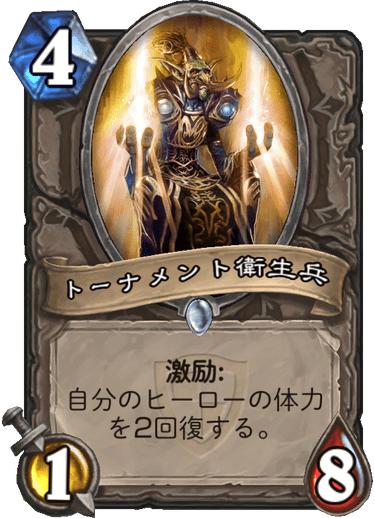 4
トーナメント衛生兵
激励:
自分のヒーローの体力
を2回復する。
1
8